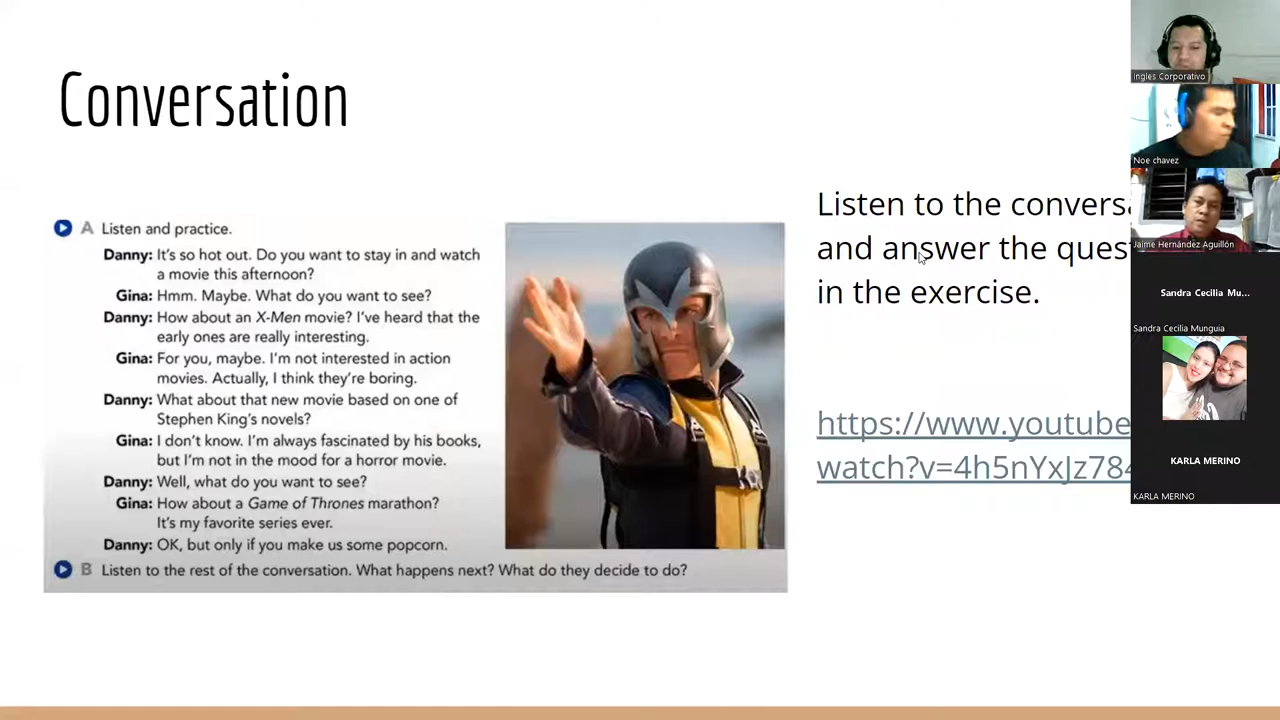 Conversation
A Listen and practice.
Danny: It's so hot out. Do you want to stay in and watch
a movie this afternoon?
Gina: Hmm. Maybe. What do you want to see?
Danny: How about an X-Men movie? I've heard that the
early ones are really interesting.
Gina: For you, maybe. I'm not interested in action
movies. Actually, I think they're boring.
Danny: What about that new movie based on one of
Stephen King's novels?
Gina: I don't know. I'm always fascinated by his books,
but I'm not in the mood for a horror movie.
Danny: Well, what do you want to see?
Gina: How about a Game of Thrones marathon?
It's my favorite series ever.
Danny: OK, but only if you make us some popcorn.
B Listen to the rest of the conversation. What happens next? What do they decide to do?
Listen to the convers
and answer the ques
in the exercise.
https://www.youtube
watch?v=4h5nYxJz784
Ingles Corporativo
Noe chavez
Jaime Hernández Aguillón
Sandra Cecilia Mu...
Sandra Cecilia Munguia
KARLA MERINO
KARLA MERINO